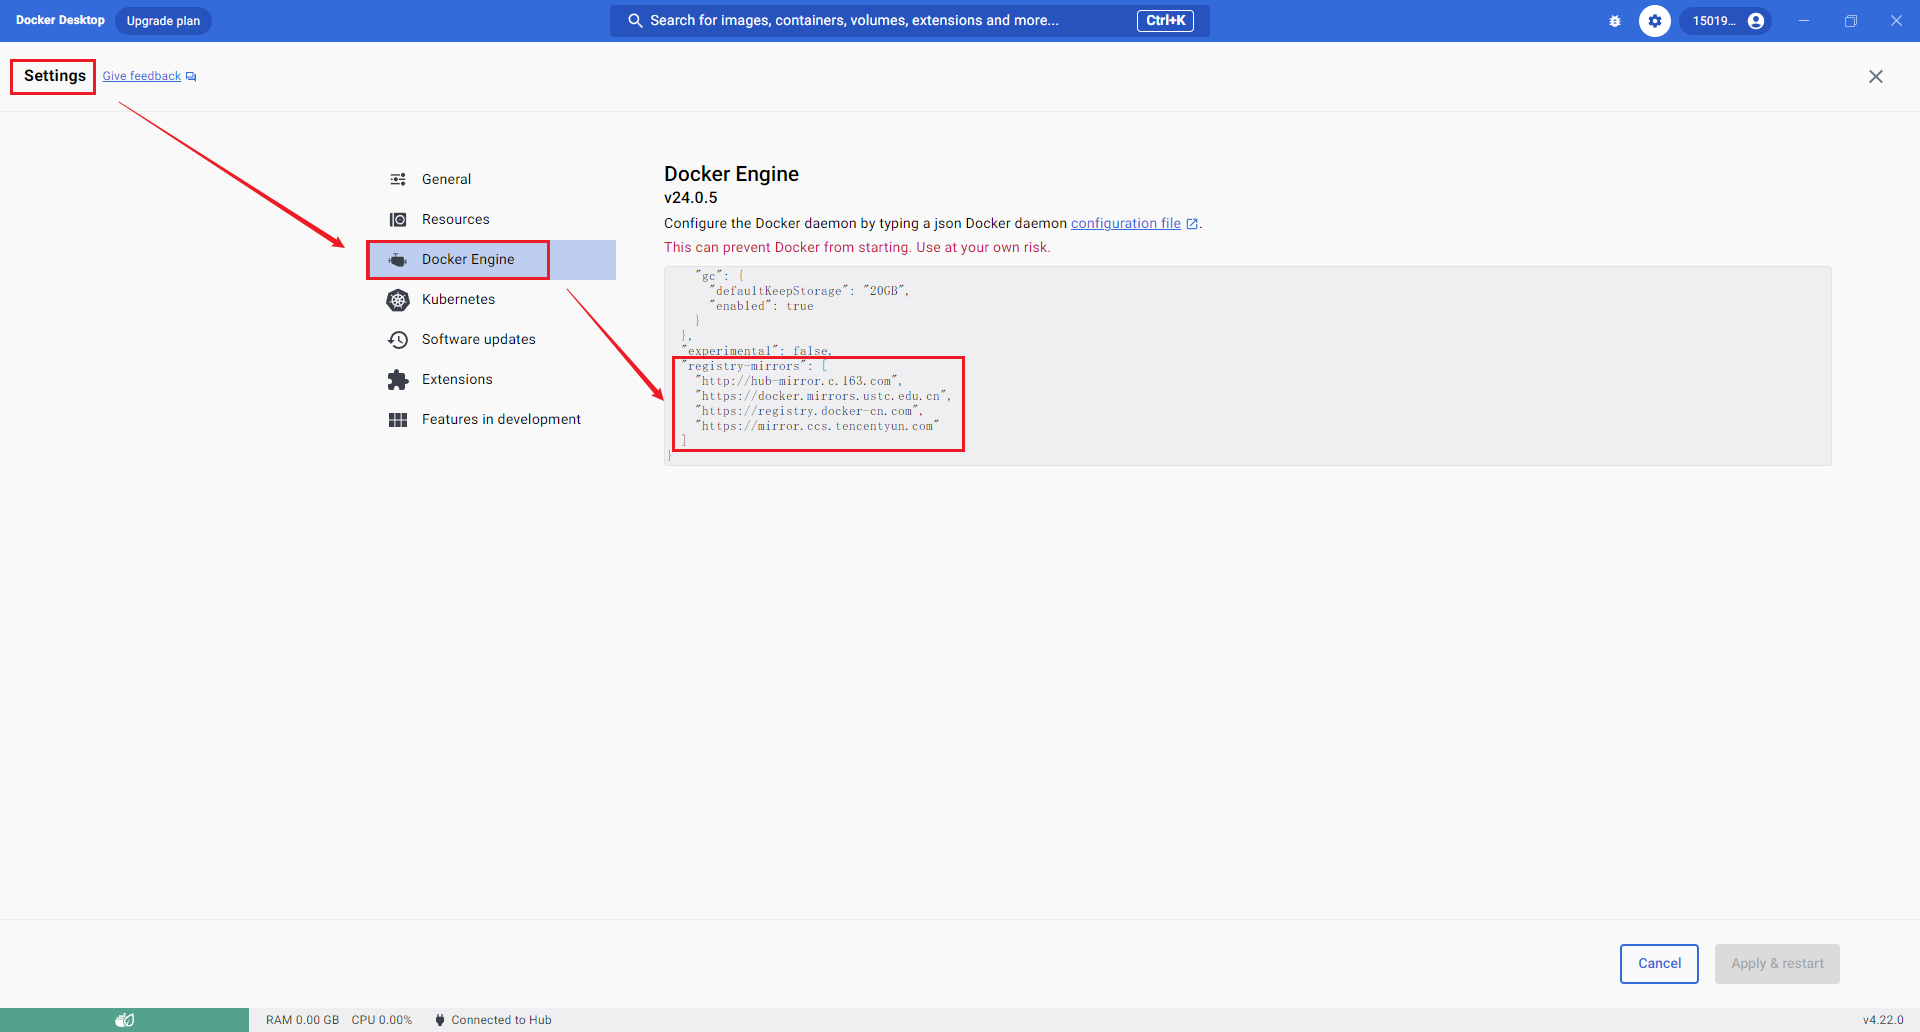 Docker Desktop Upgrade plan Search for images, containers, volumes, extensions and more... Ctrl+K 15019...
Settings Give feedback
General
Resources
Docker Engine
Kubernetes
Software updates
Extensions
Features in development
Docker Engine
v24.0.5
Configure the Docker daemon by typing a json Docker daemon configuration file .
This can prevent Docker from starting. Use at your own risk.
"gc": {
"defaultKeepStorage": "20GB",
"enabled": true
}
},
"experimental": false,
"registry-mirrors": [
"http://hub-mirror.c.163.com",
"https://docker.mirrors.ustc.edu.cn",
"https://registry.docker-cn.com",
"https://mirror.ccs.tencentyun.com"
]
}
Cancel Apply & restart
RAM 0.00 GB CPU 0.00% Connected to Hub v4.22.0